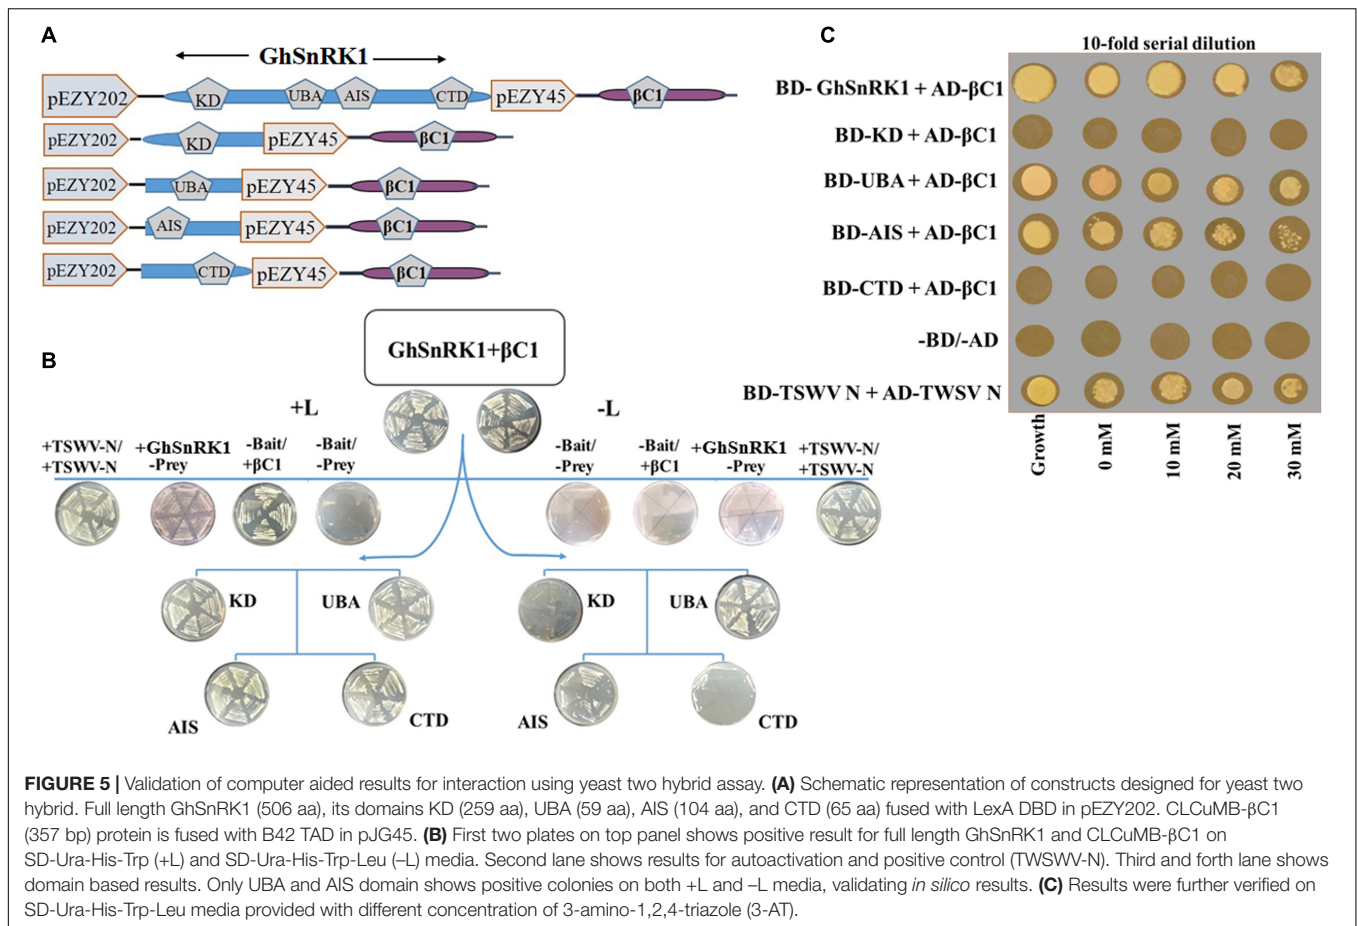 A
GhSnRK1
pEZY202 KD UBA AIS CTD pEZY45 βC1
pEZY202 KD pEZY45 βC1
pEZY202 UBA pEZY45 βC1
pEZY202 AIS pEZY45 βC1
pEZY202 CTD pEZY45 βC1
B
GhSnRK1+βC1
+L
-L
+TSWV-N/
+TSWV-N
+GhSnRK1
-Prey
-Bait/
+βC1
-Bait/
-Prey
-Bait/
-Prey
-Bait/
+βC1
+GhSnRK1
-Prey
+TSWV-N/
+TSWV-N
KD UBA
AIS CTD
KD UBA
AIS CTD
C
10-fold serial dilution
BD- GhSnRK1 + AD-βC1
BD-KD + AD-βC1
BD-UBA + AD-βC1
BD-AIS + AD-βC1
BD-CTD + AD-βC1
-BD/-AD
BD-TSWV N + AD-TWSV N
Growth
0 mM
10 mM
20 mM
30 mM
FIGURE 5 | Validation of computer aided results for interaction using yeast two hybrid assay. (A) Schematic representation of constructs designed for yeast two
hybrid. Full length GhSnRK1 (506 aa), its domains KD (259 aa), UBA (59 aa), AIS (104 aa), and CTD (65 aa) fused with LexA DBD in pEZY202. CLCuMB-βC1
(357 bp) protein is fused with B42 TAD in pJG45. (B) First two plates on top panel shows positive result for full length GhSnRK1 and CLCuMB-βC1 on
SD-Ura-His-Trp (+L) and SD-Ura-His-Trp-Leu (–L) media. Second lane shows results for autoactivation and positive control (TWSWV-N). Third and forth lane shows
domain based results. Only UBA and AIS domain shows positive colonies on both +L and –L media, validating in silico results. (C) Results were further verified on
SD-Ura-His-Trp-Leu media provided with different concentration of 3-amino-1,2,4-triazole (3-AT).